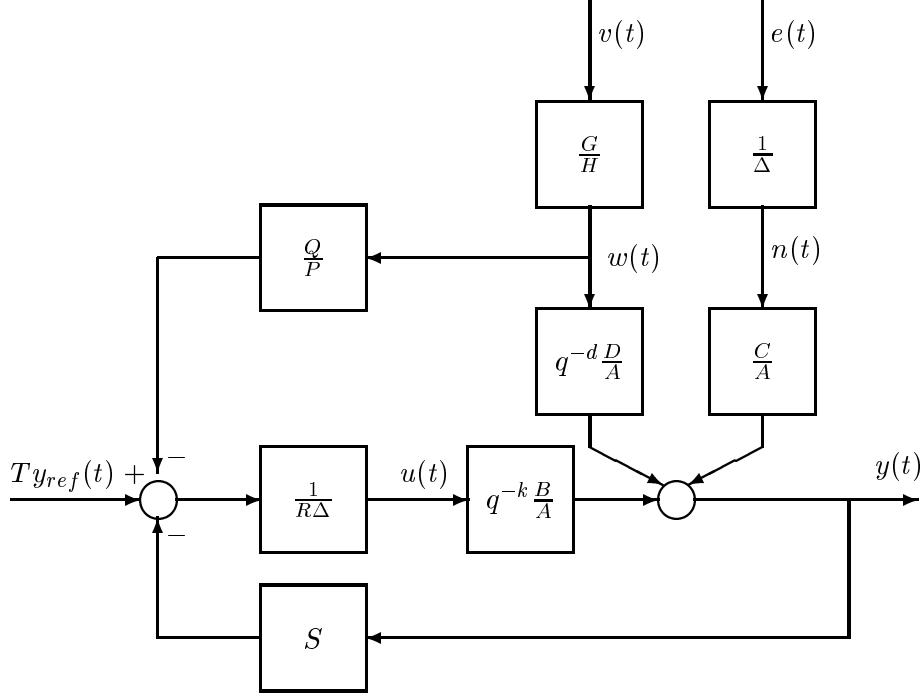 v(t) e(t)
G/H 1/Δ
Q/P w(t) n(t)
q^{-d} D/A C/A
Ty_{ref}(t) + − u(t) y(t)
1/RΔ q^{-k} B/A
−
S